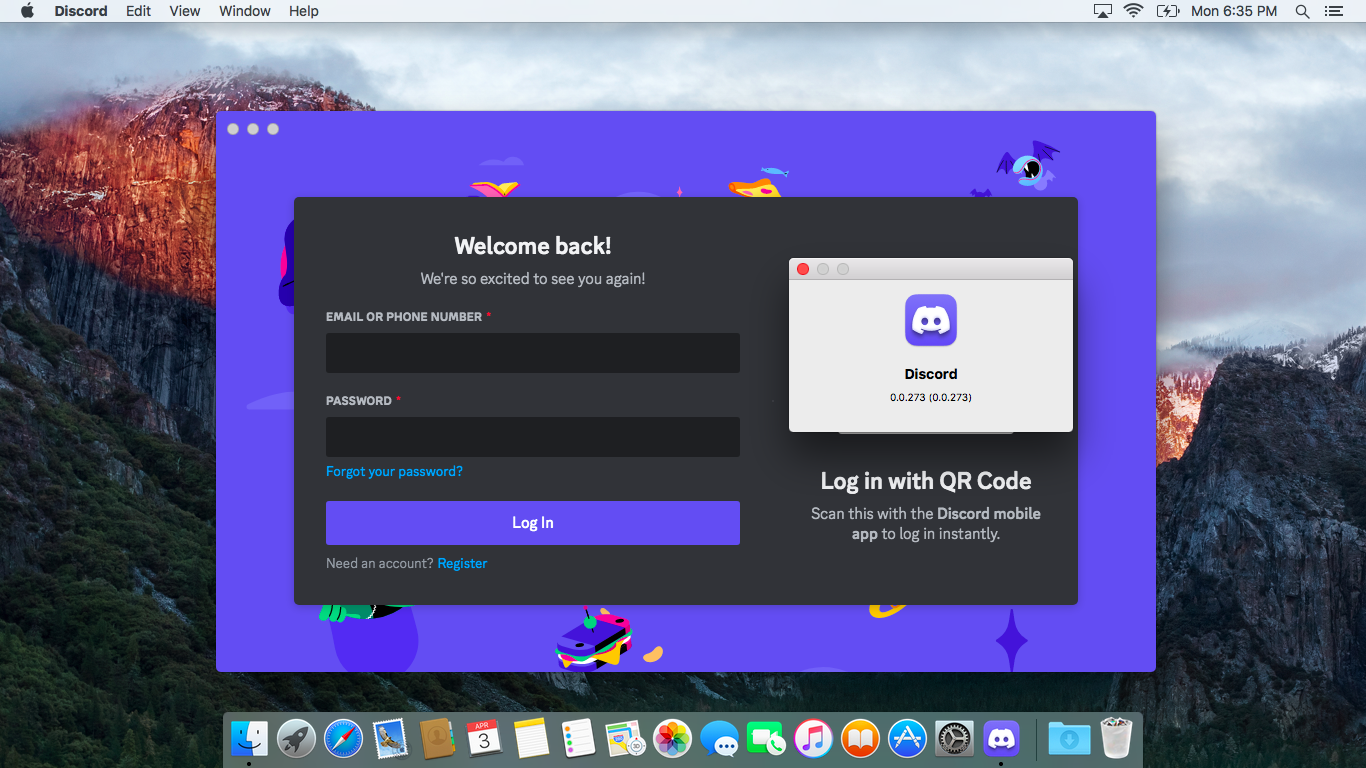 Discord Edit View Window Help
Mon 6:35 PM
Welcome back!
We're so excited to see you again!
EMAIL OR PHONE NUMBER *
PASSWORD *
Forgot your password?
Log In
Need an account? Register
Discord
0.0.273 (0.0.273)
Log in with QR Code
Scan this with the Discord mobile
app to log in instantly.
APR
3